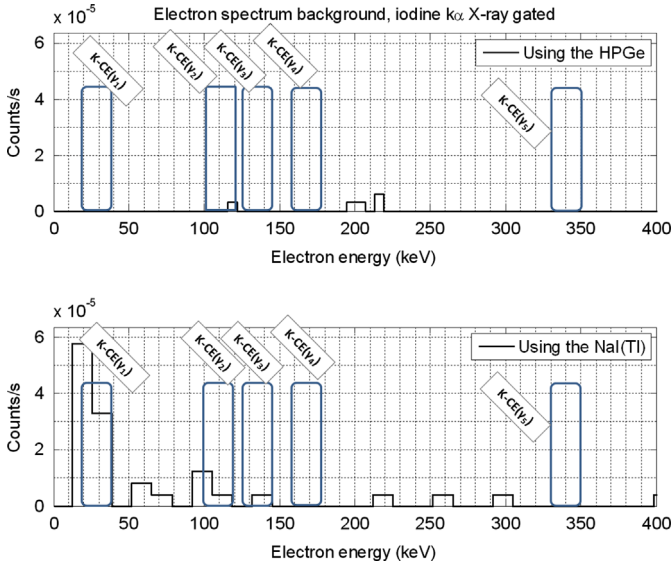 Electron spectrum background, iodine kα X-ray gated
x 10⁻⁵
6
4
2
0
Counts/s
K-CE(γ₁)
K-CE(γ₂)
K-CE(γ₃)
K-CE(γ₄)
K-CE(γ₅)
Using the HPGe
0 50 100 150 200 250 300 350 400
Electron energy (keV)
x 10⁻⁵
6
4
2
0
Counts/s
K-CE(γ₁)
K-CE(γ₂)
K-CE(γ₃)
K-CE(γ₄)
K-CE(γ₅)
Using the NaI(Tl)
0 50 100 150 200 250 300 350 400
Electron energy (keV)